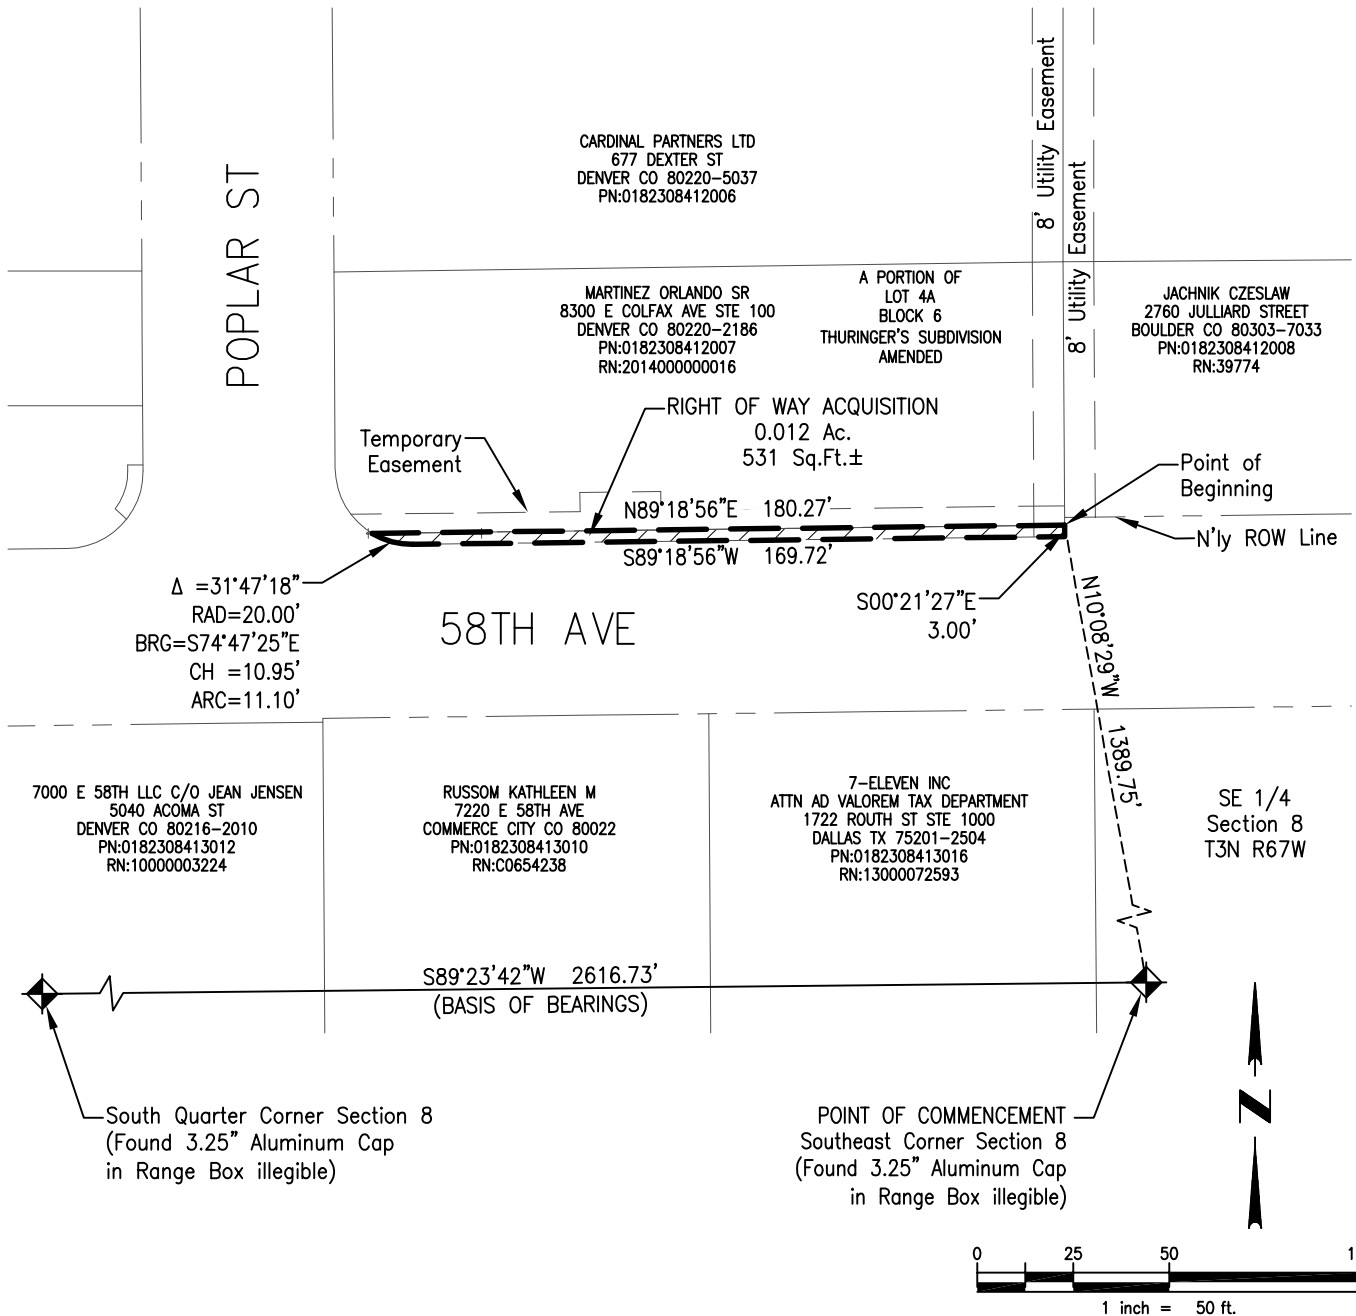 CARDINAL PARTNERS LTD
677 DEXTER ST
DENVER CO 80220-5037
PN:0182308412006
8' Utility Easement
8' Utility Easement
POPLAR ST
MARTINEZ ORLANDO SR
8300 E COLFAX AVE STE 100
DENVER CO 80220-2186
PN:0182308412007
RN:2014000000016
A PORTION OF
LOT 4A
BLOCK 6
THURINGER'S SUBDIVISION
AMENDED
JACHNIK CZESLAW
2760 JULLIARD STREET
BOULDER CO 80303-7033
PN:0182308412008
RN:39774
RIGHT OF WAY ACQUISITION
0.012 Ac.
531 Sq.Ft.±
Temporary
Easement
Point of
Beginning
N89°18'56"E 180.27'
N'ly ROW Line
S89°18'56"W 169.72'
Δ =31°47'18"
RAD=20.00'
BRG=S74°47'25"E
CH =10.95'
ARC=11.10'
58TH AVE
S00°21'27"E
3.00'
N10°08'29"W 1389.75'
7000 E 58TH LLC C/O JEAN JENSEN
5040 ACOMA ST
DENVER CO 80216-2010
PN:0182308413012
RN:10000003224
RUSSOM KATHLEEN M
7220 E 58TH AVE
COMMERCE CITY CO 80022
PN:0182308413010
RN:C0654238
7-ELEVEN INC
ATTN AD VALOREM TAX DEPARTMENT
1722 ROUTH ST STE 1000
DALLAS TX 75201-2504
PN:0182308413016
RN:13000072593
SE 1/4
Section 8
T3N R67W
S89°23'42"W 2616.73'
(BASIS OF BEARINGS)
South Quarter Corner Section 8
(Found 3.25" Aluminum Cap
in Range Box illegible)
POINT OF COMMENCEMENT
Southeast Corner Section 8
(Found 3.25" Aluminum Cap
in Range Box illegible)
N
0 25 50 1
1 inch = 50 ft.